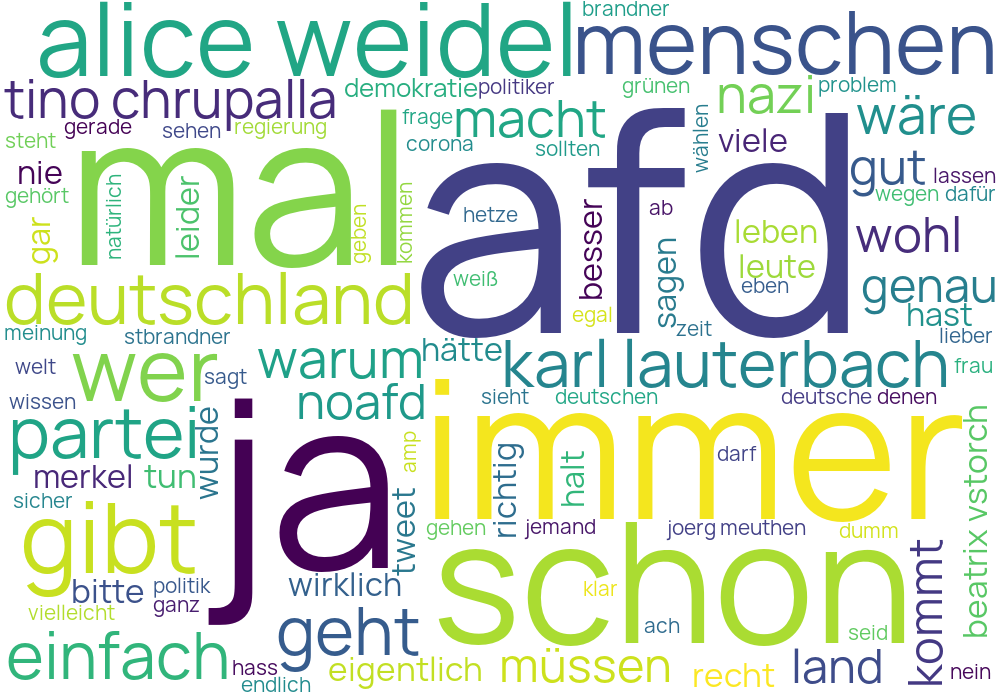 brandner
alice weidel
menschen
tino chrupalla
demokratie
politiker
grünen
nazi
problem
steht
gerade
sehen
regierung
frage
macht
wählen
viele
wäre
corona
sollten
nie
mal
afd
gut
lassen
gehört
gar
natürlich
leider
geben
kommen
hetze
besser
ab
wegen
dafür
sagen
leben
wohl
leute
weiß
eben
deutschland
egal
zeit
genau
hast
meinung
stbrandner
lieber
welt
wer
sagt
warum
hätte
karl lauterbach
frau
wissen
noafd
sieht
deutschen
deutsche
denen
partei
wurde
ja
immer
amp
merkel
tun
richtig
halt
darf
beatrix vstorch
sicher
gibt
tweet
gehen
jemand
joerg meuthen
dumm
schon
kommt
bitte
politik
wirklich
klar
ganz
vielleicht
geht
ach
seid
einfach
hass
eigentlich
müssen
recht
land
nein
endlich